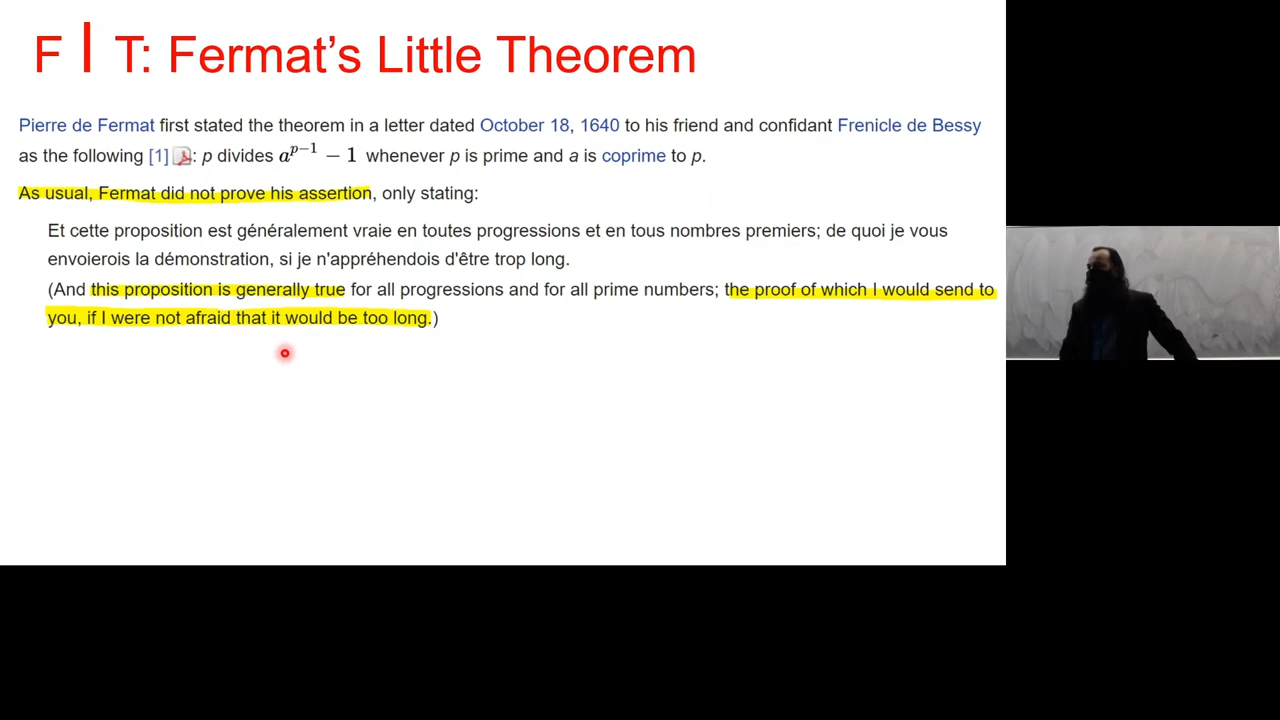 F l T: Fermat’s Little Theorem
Pierre de Fermat first stated the theorem in a letter dated October 18, 1640 to his friend and confidant Frenicle de Bessy
as the following [1] : p divides a^{p−1} − 1 whenever p is prime and a is coprime to p.
As usual, Fermat did not prove his assertion, only stating:
Et cette proposition est généralement vraie en toutes progressions et en tous nombres premiers; de quoi je vous
envoierois la démonstration, si je n'appréhendois d'être trop long.
(And this proposition is generally true for all progressions and for all prime numbers; the proof of which I would send to
you, if I were not afraid that it would be too long.)